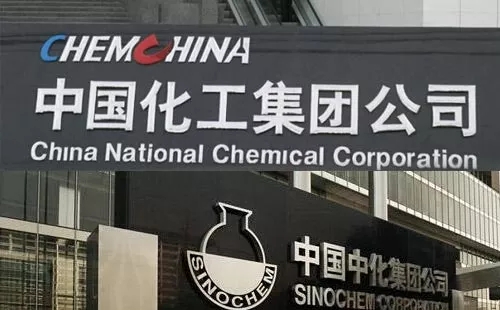 CHEMCHINA
中国化工集团公司
China National Chemical Corporation
SINOCHEM
中国中化集团公司
SINOCHEM CORPORATION